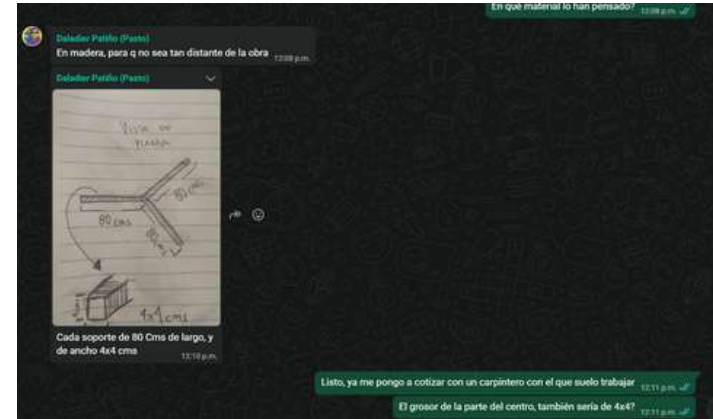 En qué material lo han pensado? 12:08 p.m.
Daladier Patiño (Pasto)
En madera, para q no sea tan distante de la obra 12:08 p.m.
Daladier Patiño (Pasto)
Vista en
planta
80 cms
80 cms
80 cms
4x4 cms
Cada soporte de 80 Cms de largo, y
de ancho 4x4 cms 12:10 p.m.
Listo, ya me pongo a cotizar con un carpintero con el que suelo trabajar 12:11 p.m.
El grosor de la parte del centro, también sería de 4x4? 12:11 p.m.